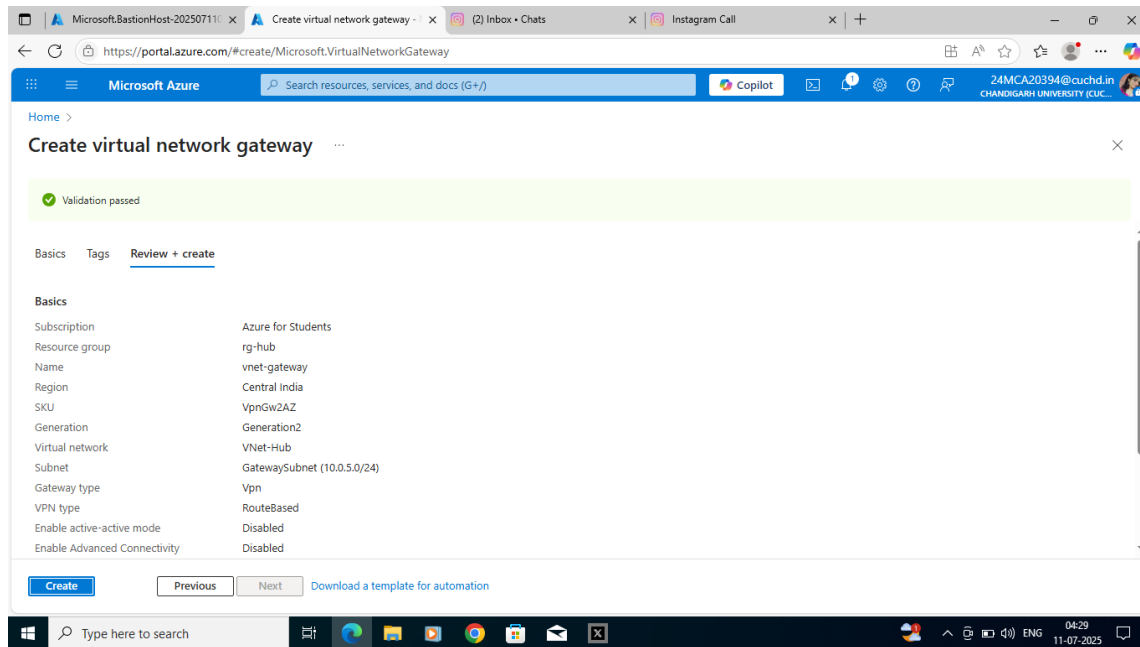 Microsoft.BastionHost-20250711(
Create virtual network gateway -
(2) Inbox • Chats
Instagram Call
https://portal.azure.com/#create/Microsoft.VirtualNetworkGateway
Microsoft Azure
Search resources, services, and docs (G+/)
Copilot
1
24MCA20394@cuchd.in
CHANDIGARH UNIVERSITY (CUC...
Home >
Create virtual network gateway ...
Validation passed
Basics Tags Review + create
Basics
Subscription Azure for Students
Resource group rg-hub
Name vnet-gateway
Region Central India
SKU VpnGw2AZ
Generation Generation2
Virtual network VNet-Hub
Subnet GatewaySubnet (10.0.5.0/24)
Gateway type Vpn
VPN type RouteBased
Enable active-active mode Disabled
Enable Advanced Connectivity Disabled
Create Previous Next Download a template for automation
Type here to search
ENG
04:29
11-07-2025